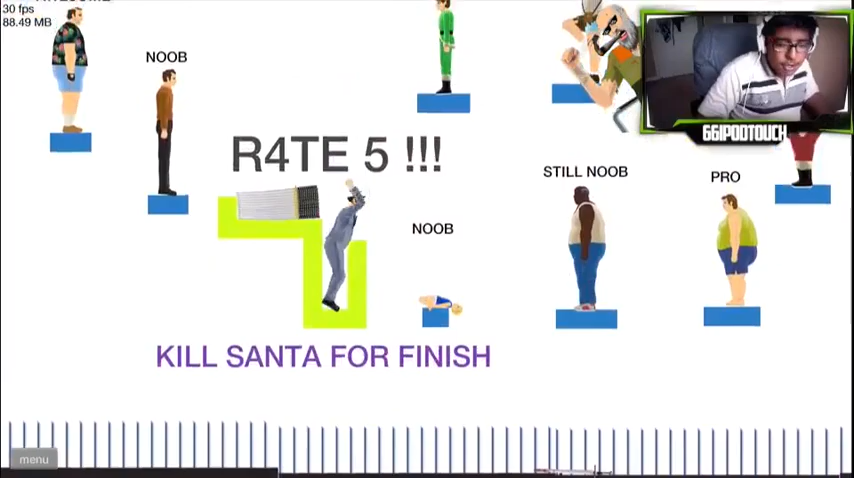 30 fps
88.49 MB
NOOB
66IPODTOUCH
R4TE 5 !!!
STILL NOOB
PRO
NOOB
KILL SANTA FOR FINISH
menu